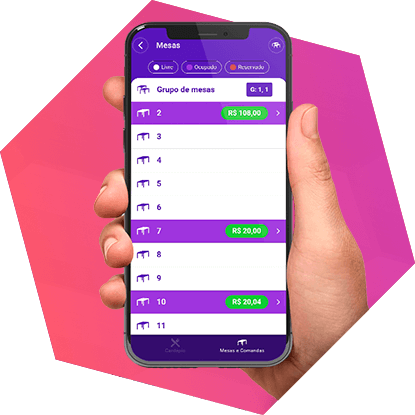 Mesas
Livre
Ocupado
Reservado
Grupo de mesas
G: 1, 1
2
R$ 108,00
3
4
5
6
7
R$ 20,00
8
9
10
R$ 20,04
11
Cardápio
Mesas e Comandas